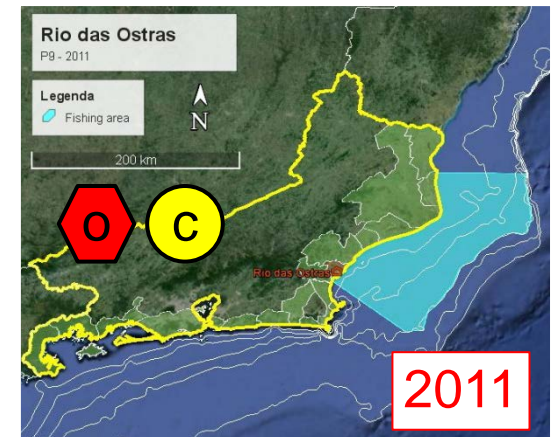 Rio das Ostras
P9 - 2011
Legenda
Fishing area
N
200 km
O C
Rio das Ostras
2011